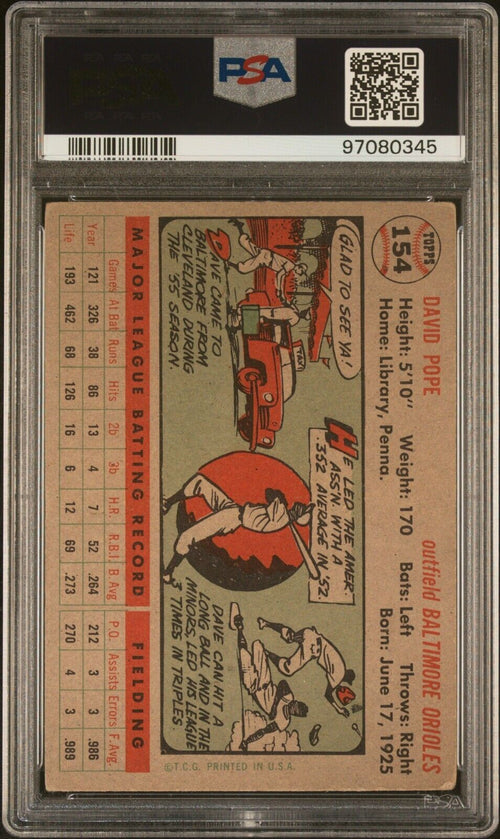 PSA
97080345
TOPPS
154
DAVID POPE outfield BALTIMORE ORIOLES
Height: 5'10" Weight: 170 Bats: Left Throws: Right
Home: Library, Penna. Born: June 17, 1925
GLAD TO SEE YA!
TAXI
DAVE CAME TO
BALTIMORE FROM
CLEVELAND DURING
THE '55 SEASON.
HE LED THE AMER.
ASS'N WITH
.352 AVERAGE IN '52.
DAVE CAN HIT A
LONG BALL AND IN THE
MINORS, LED HIS LEAGUE
3 TIMES IN TRIPLES.
©T.C.G. PRINTED IN U.S.A.
MAJOR LEAGUE BATTING RECORD FIELDING
Games At Bat Runs Hits 2b 3b H.R. R.B.I. B.Avg. P.O. Assists Errors F.Avg.
Year 121 326 38 86 13 4 7 52 .264 212 3 3 .986
Life 193 462 68 126 16 6 12 69 .273 270 4 3 .989